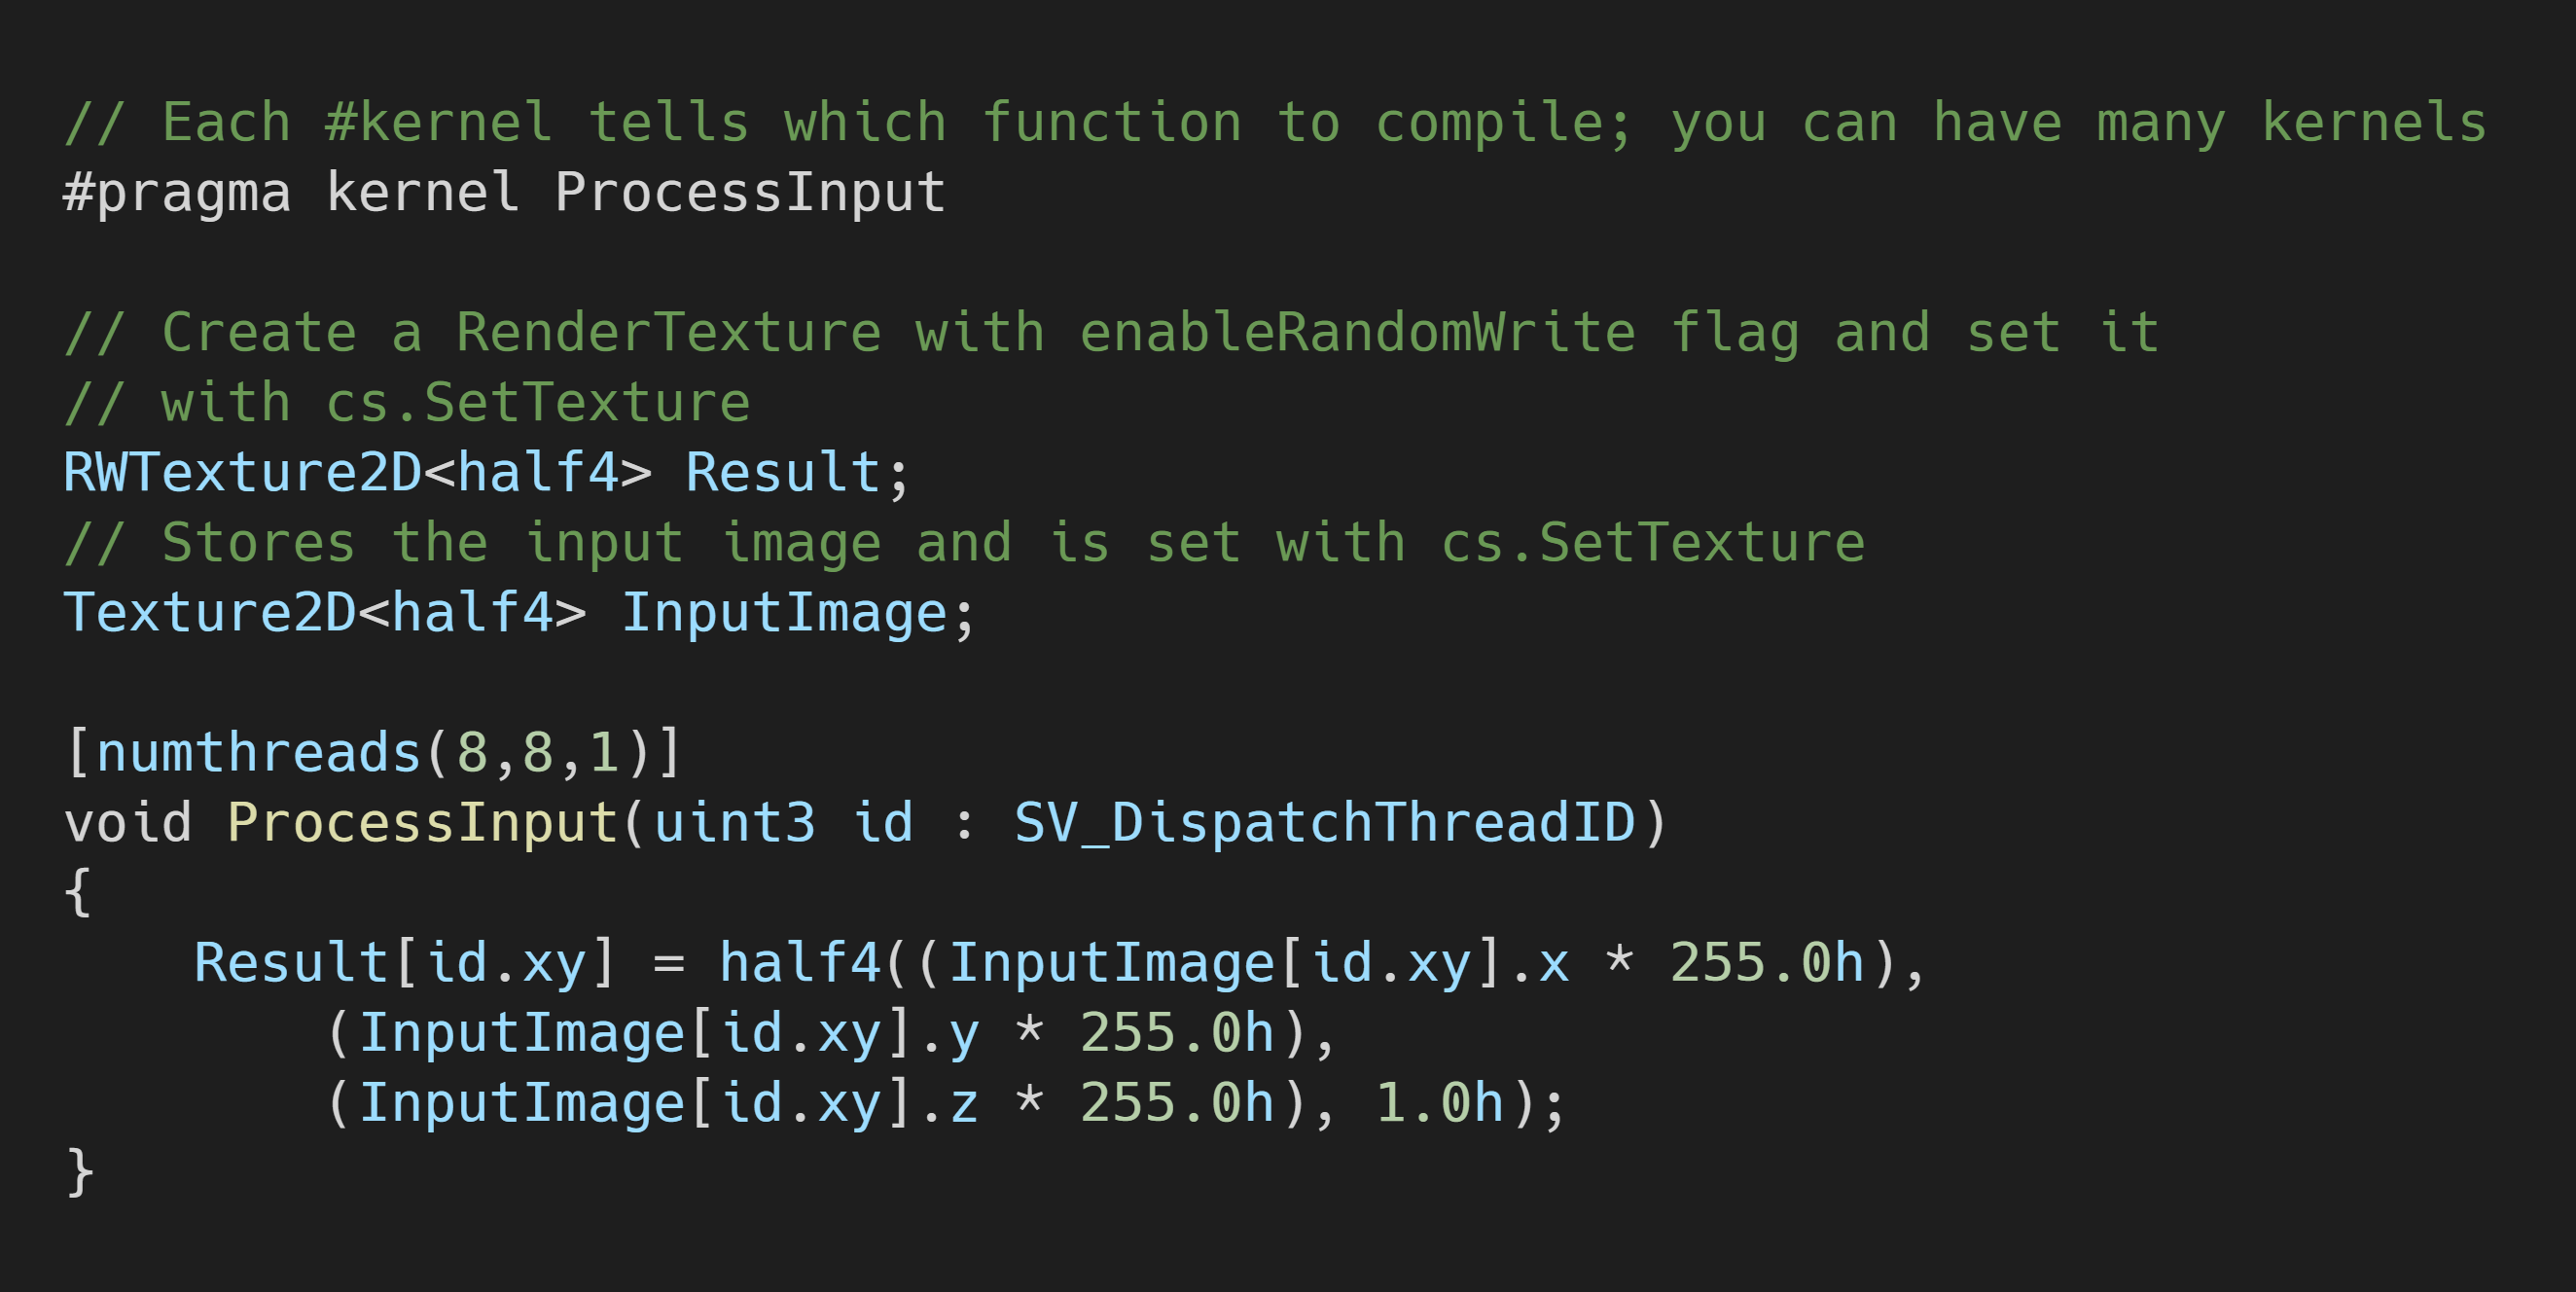 // Each #kernel tells which function to compile; you can have many kernels
#pragma kernel ProcessInput
// Create a RenderTexture with enableRandomWrite flag and set it
// with cs.SetTexture
RWTexture2D<half4> Result;
// Stores the input image and is set with cs.SetTexture
Texture2D<half4> InputImage;
[numthreads(8,8,1)]
void ProcessInput(uint3 id : SV_DispatchThreadID)
{
    Result[id.xy] = half4((InputImage[id.xy].x * 255.0h),
        (InputImage[id.xy].y * 255.0h),
        (InputImage[id.xy].z * 255.0h), 1.0h);
}